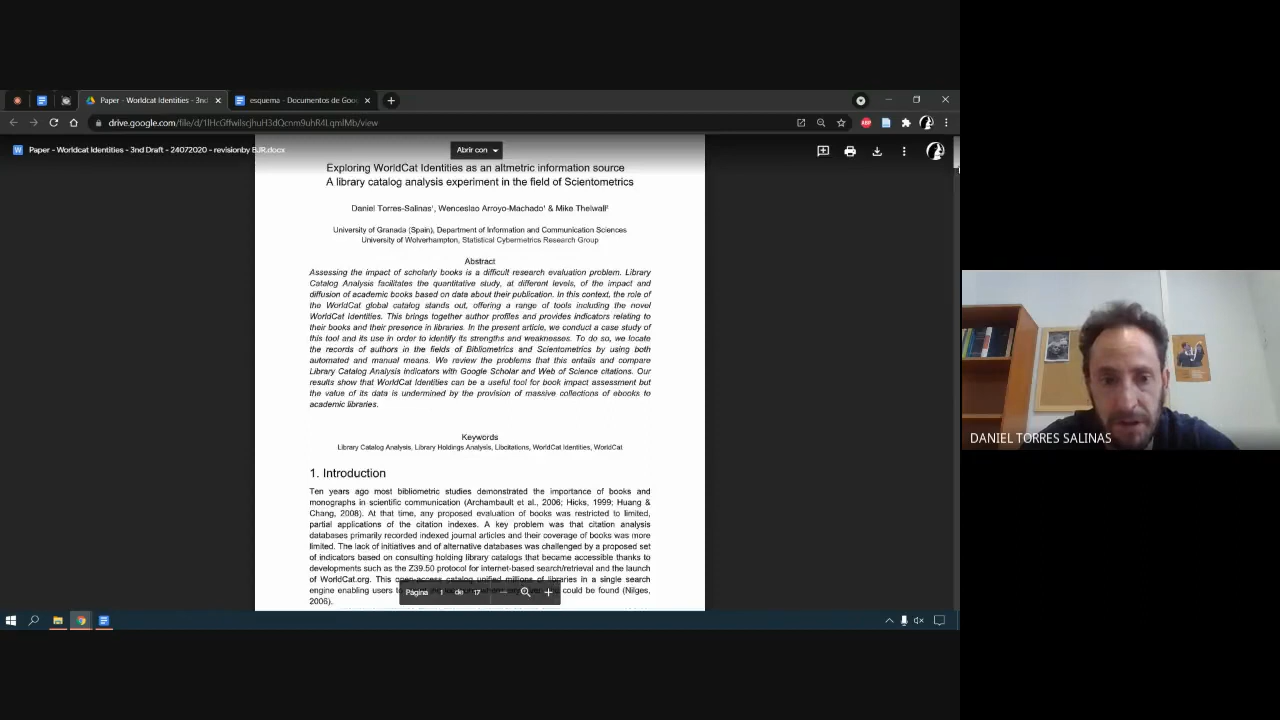 Paper - Worldcat Identities - 3nd
esquema - Documentos de Goo
drive.google.com/file/d/1lHcGffwilscjhuH3dQcnm9uhR4LqmlMb/view
Paper - Worldcat Identities - 3nd Draft - 24072020 - revisionby EJR.docx
Abrir con
Exploring WorldCat Identities as an altmetric information source
A library catalog analysis experiment in the field of Scientometrics
Daniel Torres-Salinas¹, Wenceslao Arroyo-Machado¹ & Mike Thelwall²
University of Granada (Spain), Department of Information and Communication Sciences
University of Wolverhampton, Statistical Cybermetrics Research Group
Abstract
Assessing the impact of scholarly books is a difficult research evaluation problem. Library
Catalog Analysis facilitates the quantitative study, at different levels, of the impact and
diffusion of academic books based on data about their publication. In this context, the role of
the WorldCat global catalog stands out, offering a range of tools including the novel
WorldCat Identities. This brings together author profiles and provides indicators relating to
their books and their presence in libraries. In the present article, we conduct a case study of
this tool and its use in order to identify its strengths and weaknesses. To do so, we locate
the records of authors in the fields of Bibliometrics and Scientometrics by using both
automated and manual means. We review the problems that this entails and compare
Library Catalog Analysis indicators with Google Scholar and Web of Science citations. Our
results show that WorldCat Identities can be a useful tool for book impact assessment but
the value of its data is undermined by the provision of massive collections of ebooks to
academic libraries.
Keywords
Library Catalog Analysis, Library Holdings Analysis, Libcitations, WorldCat Identities, WorldCat
1. Introduction
Ten years ago most bibliometric studies demonstrated the importance of books and
monographs in scientific communication (Archambault et al., 2006; Hicks, 1999; Huang &
Chang, 2008). At that time, any proposed evaluation of books was restricted to limited,
partial applications of the citation indexes. A key problem was that citation analysis
databases primarily recorded indexed journal articles and their coverage of books was more
limited. The lack of initiatives and of alternative databases was challenged by a proposed set
of indicators based on consulting holding library catalogs that became accessible thanks to
developments such as the Z39.50 protocol for internet-based search/retrieval and the launch
of WorldCat.org. This open-access catalog unified millions of libraries in a single search
engine enabling users to could be found (Nilges,
2006).
Página 1 de 17
DANIEL TORRES SALINAS